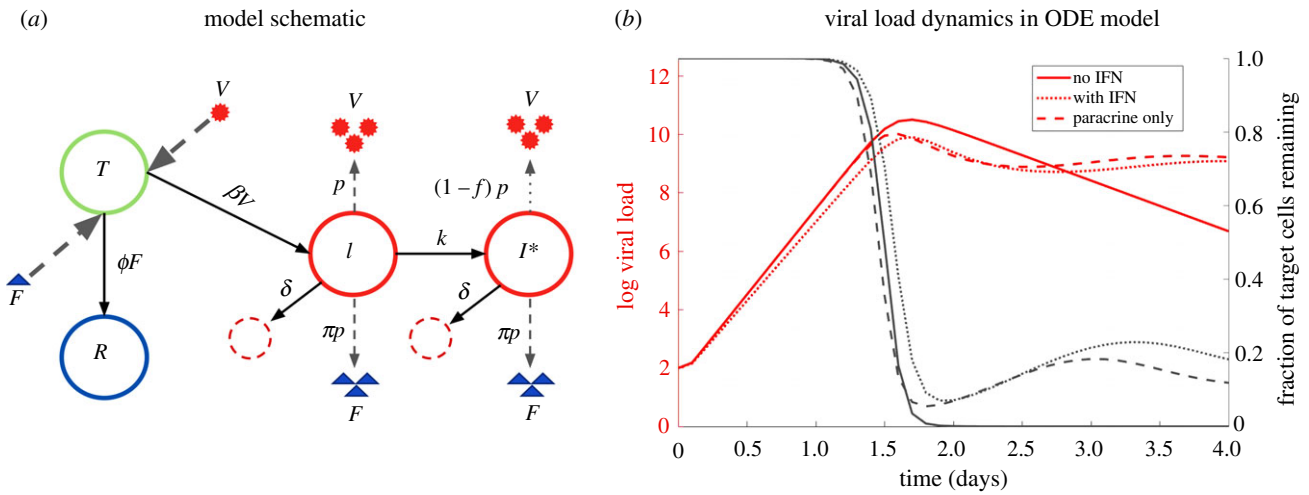 (a) model schematic
V
T
F
ϕF
R
βV
V
p
l
k
δ
πp
F
V
(1 – f) p
I*
δ
πp
F
(b) viral load dynamics in ODE model
log viral load
12
10
8
6
4
2
0
no IFN
with IFN
paracrine only
1.0
0.8
0.6
0.4
0.2
0
fraction of target cells remaining
0 0.5 1.0 1.5 2.0 2.5 3.0 3.5 4.0
time (days)